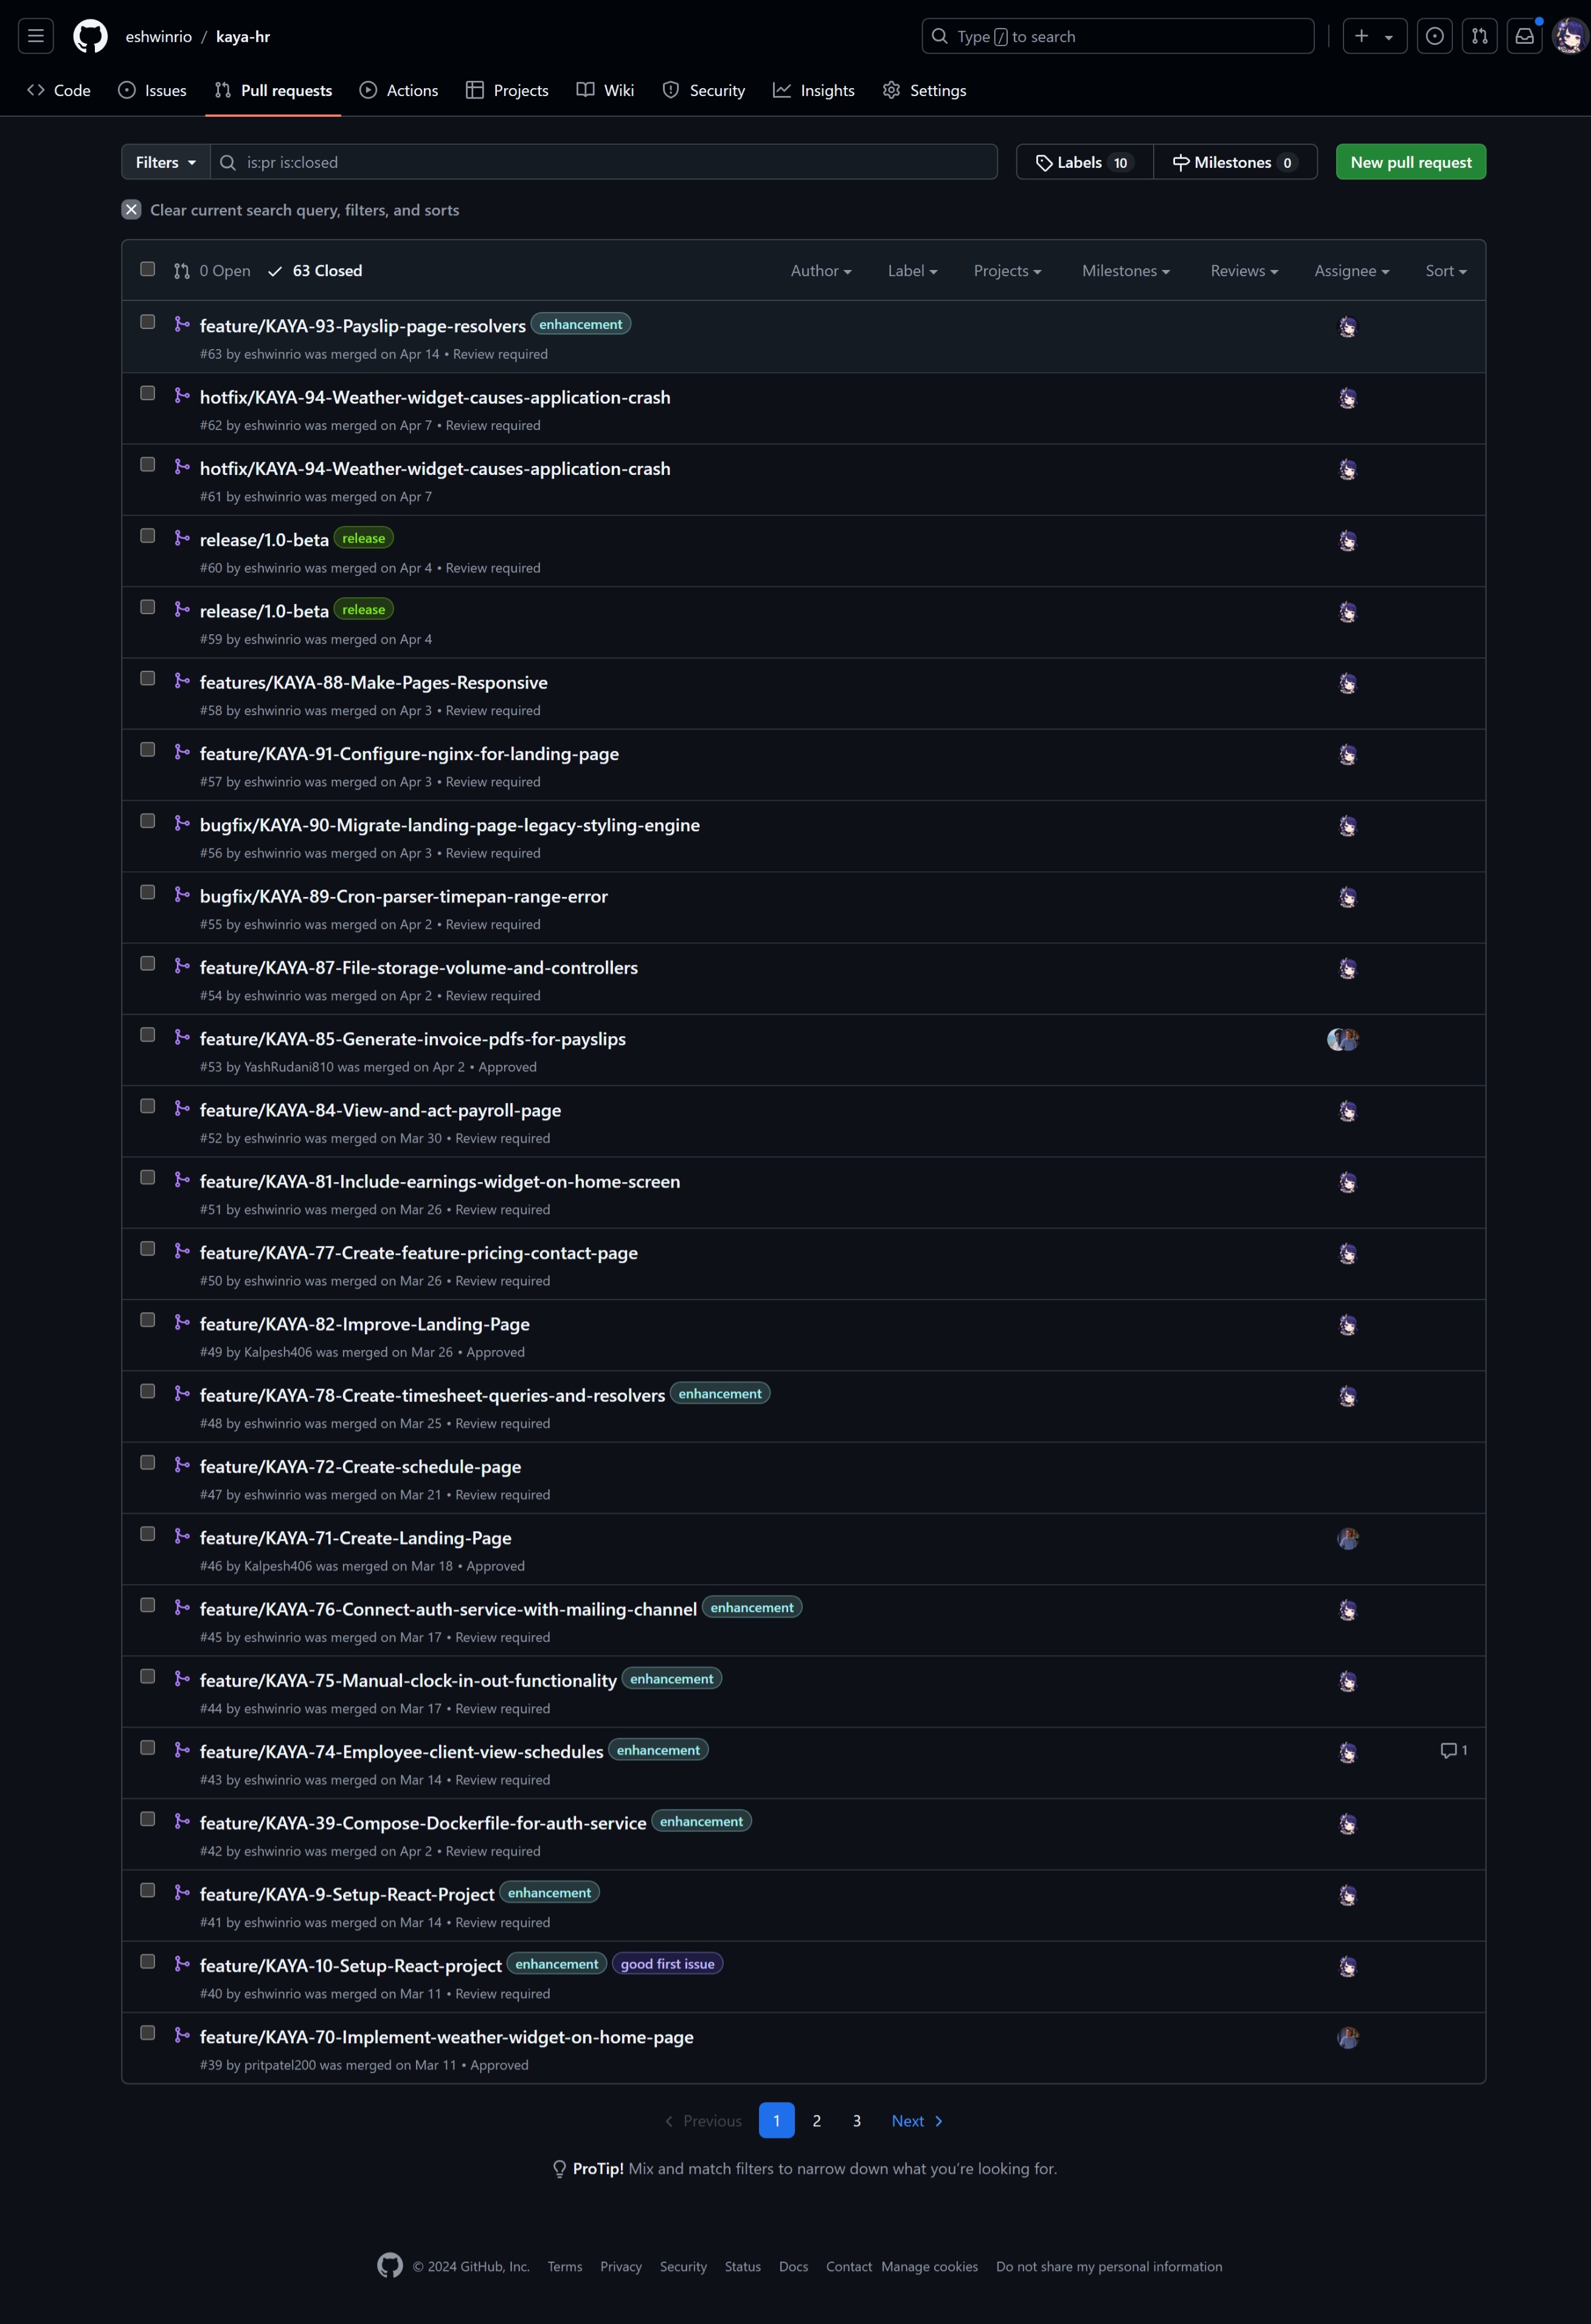 eshwinrio / kaya-hr
Type / to search
Code Issues Pull requests Actions Projects Wiki Security Insights Settings
Filters is:pr is:closed Labels 10 Milestones 0 New pull request
Clear current search query, filters, and sorts
0 Open 63 Closed Author Label Projects Milestones Reviews Assignee Sort
feature/KAYA-93-Payslip-page-resolvers enhancement
#63 by eshwinrio was merged on Apr 14 • Review required
hotfix/KAYA-94-Weather-widget-causes-application-crash
#62 by eshwinrio was merged on Apr 7 • Review required
hotfix/KAYA-94-Weather-widget-causes-application-crash
#61 by eshwinrio was merged on Apr 7
release/1.0-beta release
#60 by eshwinrio was merged on Apr 4 • Review required
release/1.0-beta release
#59 by eshwinrio was merged on Apr 4
features/KAYA-88-Make-Pages-Responsive
#58 by eshwinrio was merged on Apr 3 • Review required
feature/KAYA-91-Configure-nginx-for-landing-page
#57 by eshwinrio was merged on Apr 3 • Review required
bugfix/KAYA-90-Migrate-landing-page-legacy-styling-engine
#56 by eshwinrio was merged on Apr 3 • Review required
bugfix/KAYA-89-Cron-parser-timepan-range-error
#55 by eshwinrio was merged on Apr 2 • Review required
feature/KAYA-87-File-storage-volume-and-controllers
#54 by eshwinrio was merged on Apr 2 • Review required
feature/KAYA-85-Generate-invoice-pdfs-for-payslips
#53 by YashRudani810 was merged on Apr 2 • Approved
feature/KAYA-84-View-and-act-payroll-page
#52 by eshwinrio was merged on Mar 30 • Review required
feature/KAYA-81-Include-earnings-widget-on-home-screen
#51 by eshwinrio was merged on Mar 26 • Review required
feature/KAYA-77-Create-feature-pricing-contact-page
#50 by eshwinrio was merged on Mar 26 • Review required
feature/KAYA-82-Improve-Landing-Page
#49 by Kalpesh406 was merged on Mar 26 • Approved
feature/KAYA-78-Create-timesheet-queries-and-resolvers enhancement
#48 by eshwinrio was merged on Mar 25 • Review required
feature/KAYA-72-Create-schedule-page
#47 by eshwinrio was merged on Mar 21 • Review required
feature/KAYA-71-Create-Landing-Page
#46 by Kalpesh406 was merged on Mar 18 • Approved
feature/KAYA-76-Connect-auth-service-with-mailing-channel enhancement
#45 by eshwinrio was merged on Mar 17 • Review required
feature/KAYA-75-Manual-clock-in-out-functionality enhancement
#44 by eshwinrio was merged on Mar 17 • Review required
feature/KAYA-74-Employee-client-view-schedules enhancement 1
#43 by eshwinrio was merged on Mar 14 • Review required
feature/KAYA-39-Compose-Dockerfile-for-auth-service enhancement
#42 by eshwinrio was merged on Apr 2 • Review required
feature/KAYA-9-Setup-React-Project enhancement
#41 by eshwinrio was merged on Mar 14 • Review required
feature/KAYA-10-Setup-React-project enhancement good first issue
#40 by eshwinrio was merged on Mar 11 • Review required
feature/KAYA-70-Implement-weather-widget-on-home-page
#39 by pritpatel200 was merged on Mar 11 • Approved
Previous 1 2 3 Next
ProTip! Mix and match filters to narrow down what you’re looking for.
© 2024 GitHub, Inc. Terms Privacy Security Status Docs Contact Manage cookies Do not share my personal information